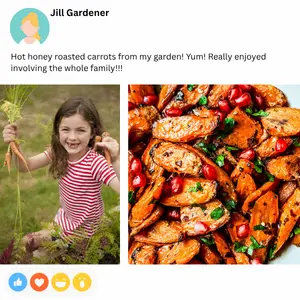 Jill Gardener
Hot honey roasted carrots from my garden! Yum! Really enjoyed
involving the whole family!!!